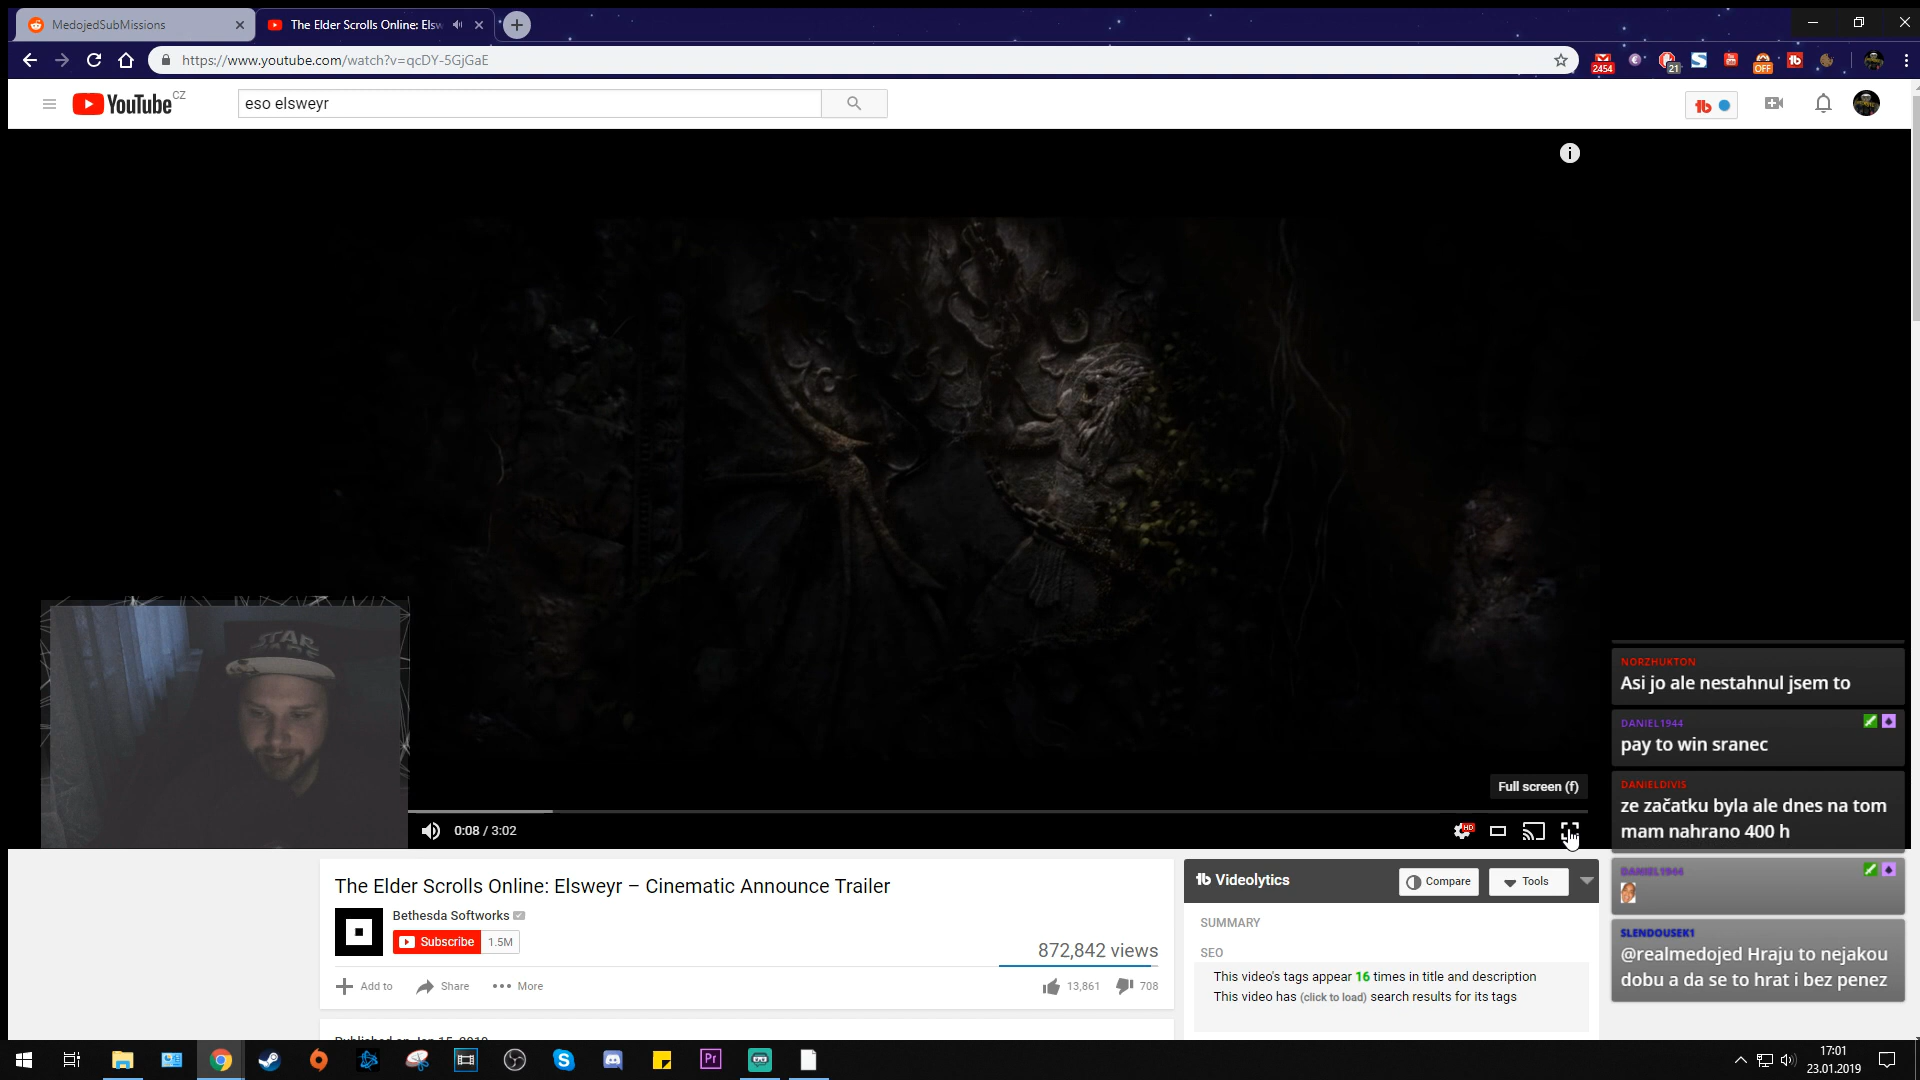 MedojedSubMissions
The Elder Scrolls Online: Elsw
https://www.youtube.com/watch?v=qcDY-5GjGaE
2454
21
OFF
YouTube CZ
eso elsweyr
STAR
Full screen (f)
0:08 / 3:02
HD
NORZHUKTON
Asi jo ale nestahnul jsem to
DANIEL1944
pay to win sranec
DANIELDIVIS
ze začatku byla ale dnes na tom
mam nahrano 400 h
DANIEL1944
SLENDOUSEK1
@realmedojed Hraju to nejakou
dobu a da se to hrat i bez penez
The Elder Scrolls Online: Elsweyr – Cinematic Announce Trailer
Bethesda Softworks
Subscribe 1.5M
872,842 views
Add to Share More
13,861 708
Videolytics
Compare
Tools
SUMMARY
SEO
This video's tags appear 16 times in title and description
This video has (click to load) search results for its tags
Pr
17:01
23.01.2019